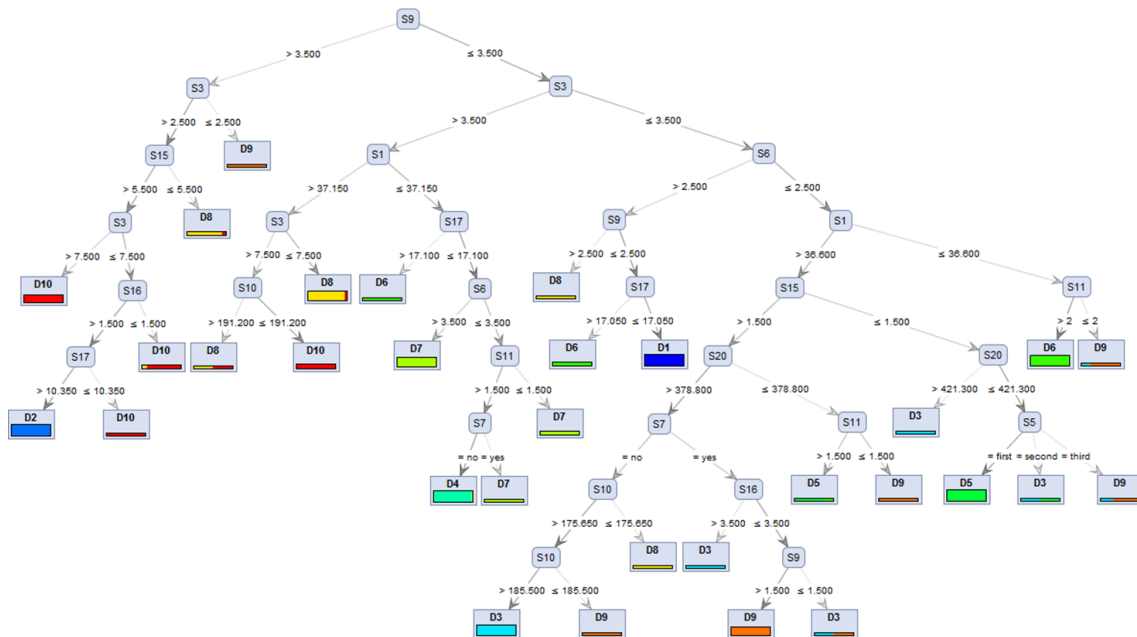 S9
> 3.500 ≤ 3.500
S3 S3
> 2.500 ≤ 2.500 > 3.500 ≤ 3.500
S15 D9 S1 S6
> 5.500 ≤ 5.500 > 37.150 ≤ 37.150 > 2.500 ≤ 2.500
S3 D8 S3 S17 S9 S1
> 7.500 ≤ 7.500 > 7.500 ≤ 7.500 > 17.100 ≤ 17.100 > 2.500 ≤ 2.500 > 36.600 ≤ 36.600
D10 S16 S10 D8 D6 S6 D8 S17 S15 S11
> 1.500 ≤ 1.500 > 191.200 ≤ 191.200 > 3.500 ≤ 3.500 > 17.050 ≤ 17.050 > 1.500 ≤ 1.500 > 2 ≤ 2
S17 D10 D8 D10 D7 S11 D6 D1 S20 S20 D6 D9
> 10.350 ≤ 10.350 > 1.500 ≤ 1.500 > 378.800 ≤ 378.800 > 421.300 ≤ 421.300
D2 D10 S7 D7 S7 S11 D3 S5
= no = yes = no = yes > 1.500 ≤ 1.500 = first = second = third
D4 D7 S10 S16 D5 D9 D5 D3 D9
> 175.650 ≤ 175.650 > 3.500 ≤ 3.500
S10 D8 D3 S9
> 185.500 ≤ 185.500 > 1.500 ≤ 1.500
D3 D9 D9 D3